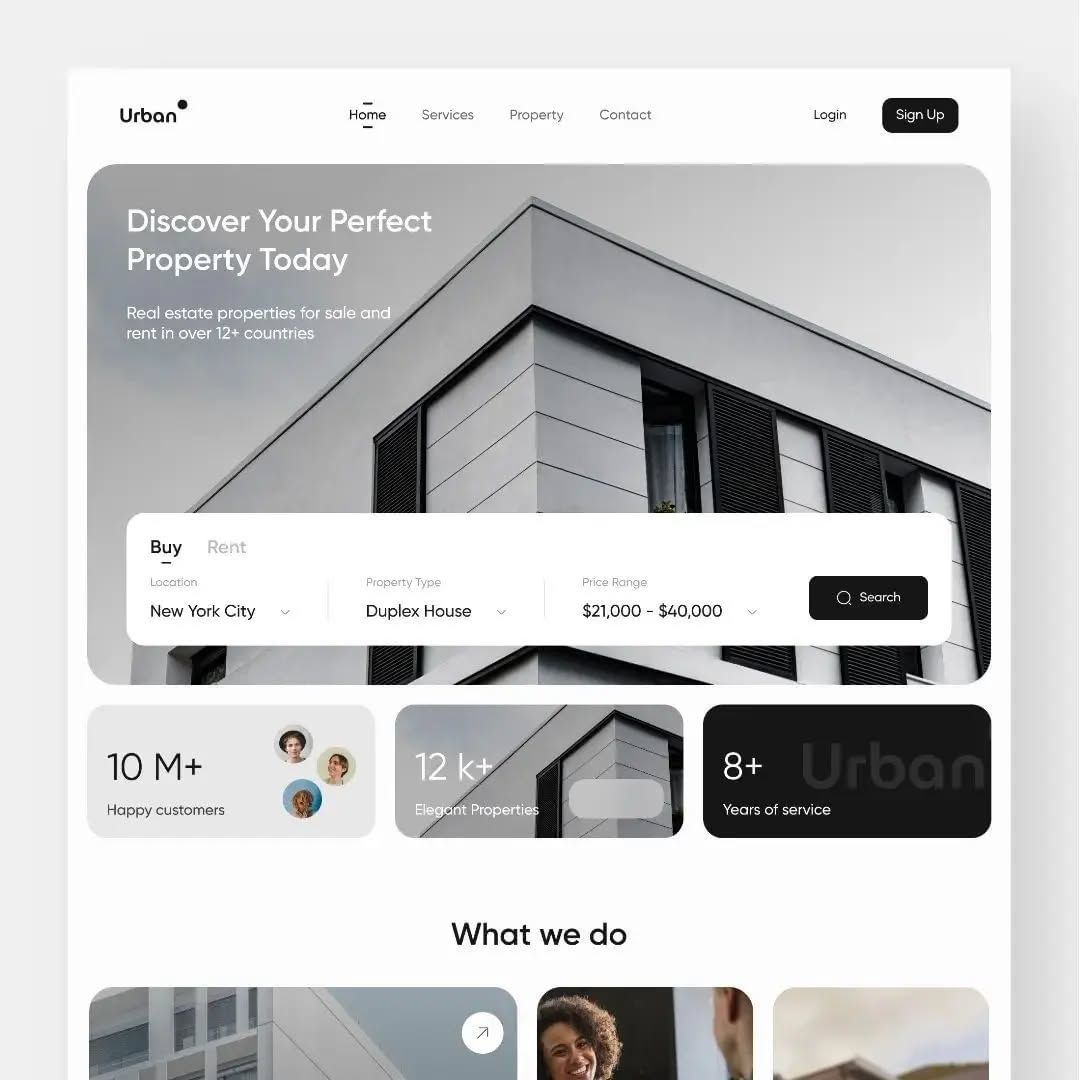 Urban
Home
Services
Property
Contact
Login
Sign Up
Discover Your Perfect
Property Today
Real estate properties for sale and
rent in over 12+ countries
Buy
Rent
Location
New York City
Property Type
Duplex House
Price Range
$21,000 - $40,000
Search
10 M+
Happy customers
12 k+
Elegant Properties
8+
Urban
Years of service
What we do